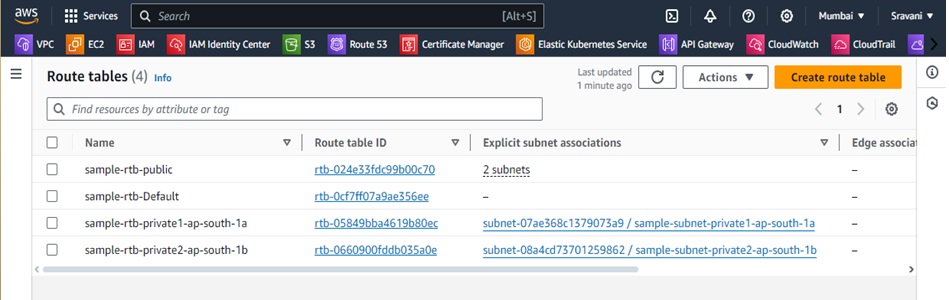 aws Services Search [Alt+S] Mumbai Sravani
VPC EC2 IAM IAM Identity Center S3 Route 53 Certificate Manager Elastic Kubernetes Service API Gateway CloudWatch CloudTrail
Route tables (4) Info Last updated 1 minute ago Actions Create route table
Find resources by attribute or tag 1
Name Route table ID Explicit subnet associations Edge associat
sample-rtb-public rtb-024e33fdc99b00c70 2 subnets –
sample-rtb-Default rtb-0cf7ff07a9ae356ee – –
sample-rtb-private1-ap-south-1a rtb-05849bba4619b80ec subnet-07ae368c1379073a9 / sample-subnet-private1-ap-south-1a –
sample-rtb-private2-ap-south-1b rtb-0660900fddb035a0e subnet-08a4cd73701259862 / sample-subnet-private2-ap-south-1b –